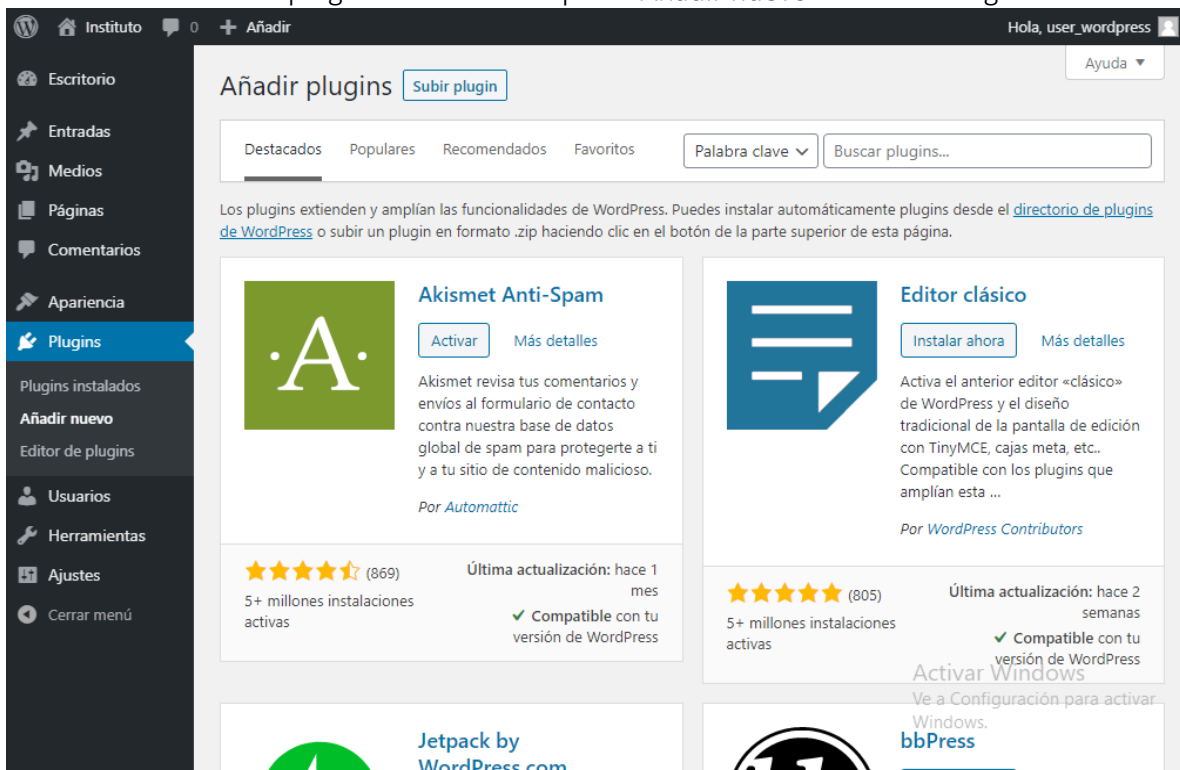 Instituto 0 + Añadir Hola, user_wordpress
Ayuda ▼
Escritorio
Entradas
Medios
Páginas
Comentarios
Apariencia
Plugins
Plugins instalados
Añadir nuevo
Editor de plugins
Usuarios
Herramientas
Ajustes
Cerrar menú
Añadir plugins Subir plugin
Destacados Populares Recomendados Favoritos Palabra clave Buscar plugins...
Los plugins extienden y amplían las funcionalidades de WordPress. Puedes instalar automáticamente plugins desde el directorio de plugins
de WordPress o subir un plugin en formato .zip haciendo clic en el botón de la parte superior de esta página.
·A·
Akismet Anti-Spam
Activar Más detalles
Akismet revisa tus comentarios y
envíos al formulario de contacto
contra nuestra base de datos
global de spam para protegerte a ti
y a tu sitio de contenido malicioso.
Por Automattic
(869)
5+ millones instalaciones
activas
Última actualización: hace 1
mes
✓ Compatible con tu
versión de WordPress
Editor clásico
Instalar ahora Más detalles
Activa el anterior editor «clásico»
de WordPress y el diseño
tradicional de la pantalla de edición
con TinyMCE, cajas meta, etc..
Compatible con los plugins que
amplían esta ...
Por WordPress Contributors
(805)
5+ millones instalaciones
activas
Última actualización: hace 2
semanas
✓ Compatible con tu
versión de WordPress
Activar Windows
Ve a Configuración para activar
Windows.
Jetpack by
WordPress.com
bbPress